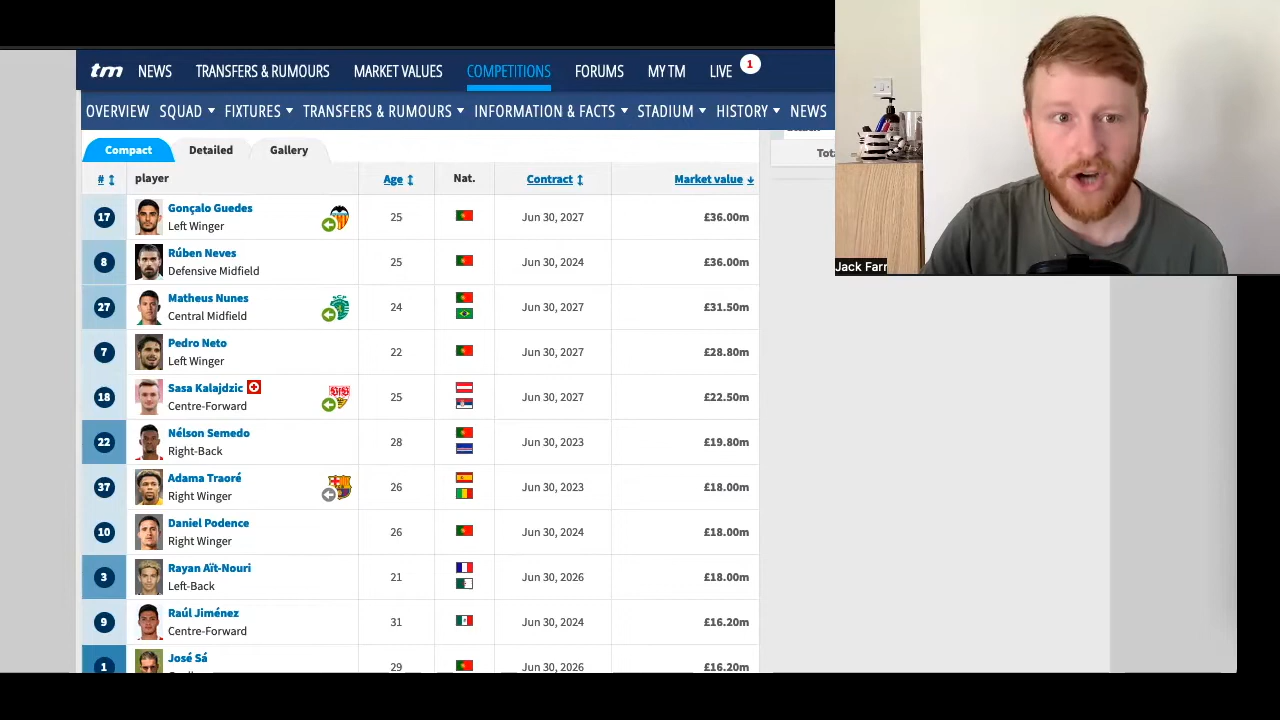 tm NEWS TRANSFERS & RUMOURS MARKET VALUES COMPETITIONS FORUMS MY TM LIVE 1
OVERVIEW SQUAD FIXTURES TRANSFERS & RUMOURS INFORMATION & FACTS STADIUM HISTORY NEWS
Compact Detailed Gallery
# player Age Nat. Contract Market value
17 Gonçalo Guedes 25 Jun 30, 2027 £36.00m
Left Winger
8 Rúben Neves 25 Jun 30, 2024 £36.00m
Defensive Midfield
27 Matheus Nunes 24 Jun 30, 2027 £31.50m
Central Midfield
7 Pedro Neto 22 Jun 30, 2027 £28.80m
Left Winger
18 Sasa Kalajdzic 25 Jun 30, 2027 £22.50m
Centre-Forward
22 Nélson Semedo 28 Jun 30, 2023 £19.80m
Right-Back
37 Adama Traoré 26 Jun 30, 2023 £18.00m
Right Winger
10 Daniel Podence 26 Jun 30, 2024 £18.00m
Right Winger
3 Rayan Aït-Nouri 21 Jun 30, 2026 £18.00m
Left-Back
9 Raúl Jiménez 31 Jun 30, 2024 £16.20m
Centre-Forward
1 José Sá 29 Jun 30, 2026 £16.20m
Tot
Jack Farr